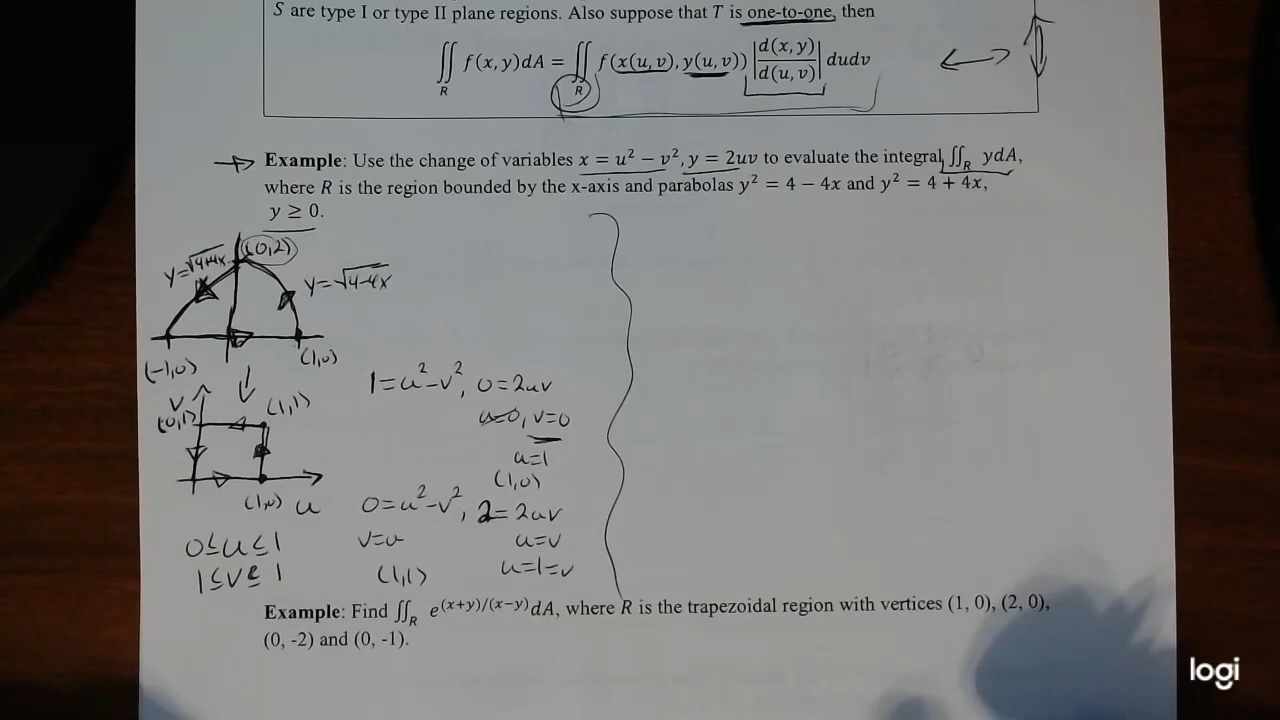 S are type I or type II plane regions. Also suppose that T is one-to-one, then
∬_R f(x, y)dA = ∬_R f(x(u, v), y(u, v)) |d(x, y)/d(u, v)| dudv
Example: Use the change of variables x = u² − v², y = 2uv to evaluate the integral ∬_R ydA,
where R is the region bounded by the x-axis and parabolas y² = 4 − 4x and y² = 4 + 4x,
y ≥ 0.
y=√4+4x (0,2)
y=√4-4x
(-1,0) (1,0)
1=u²-v², 0=2uv
v (0,1) (1,1)
u=0, v=0
u=1
(1,0)
(1,0) u
0=u²-v², 2=2uv
0≤u≤1 v=u u=v
1≤v≤1 (1,1) u=1=v
Example: Find ∬_R e^(x+y)/(x−y) dA, where R is the trapezoidal region with vertices (1, 0), (2, 0),
(0, -2) and (0, -1).
logi